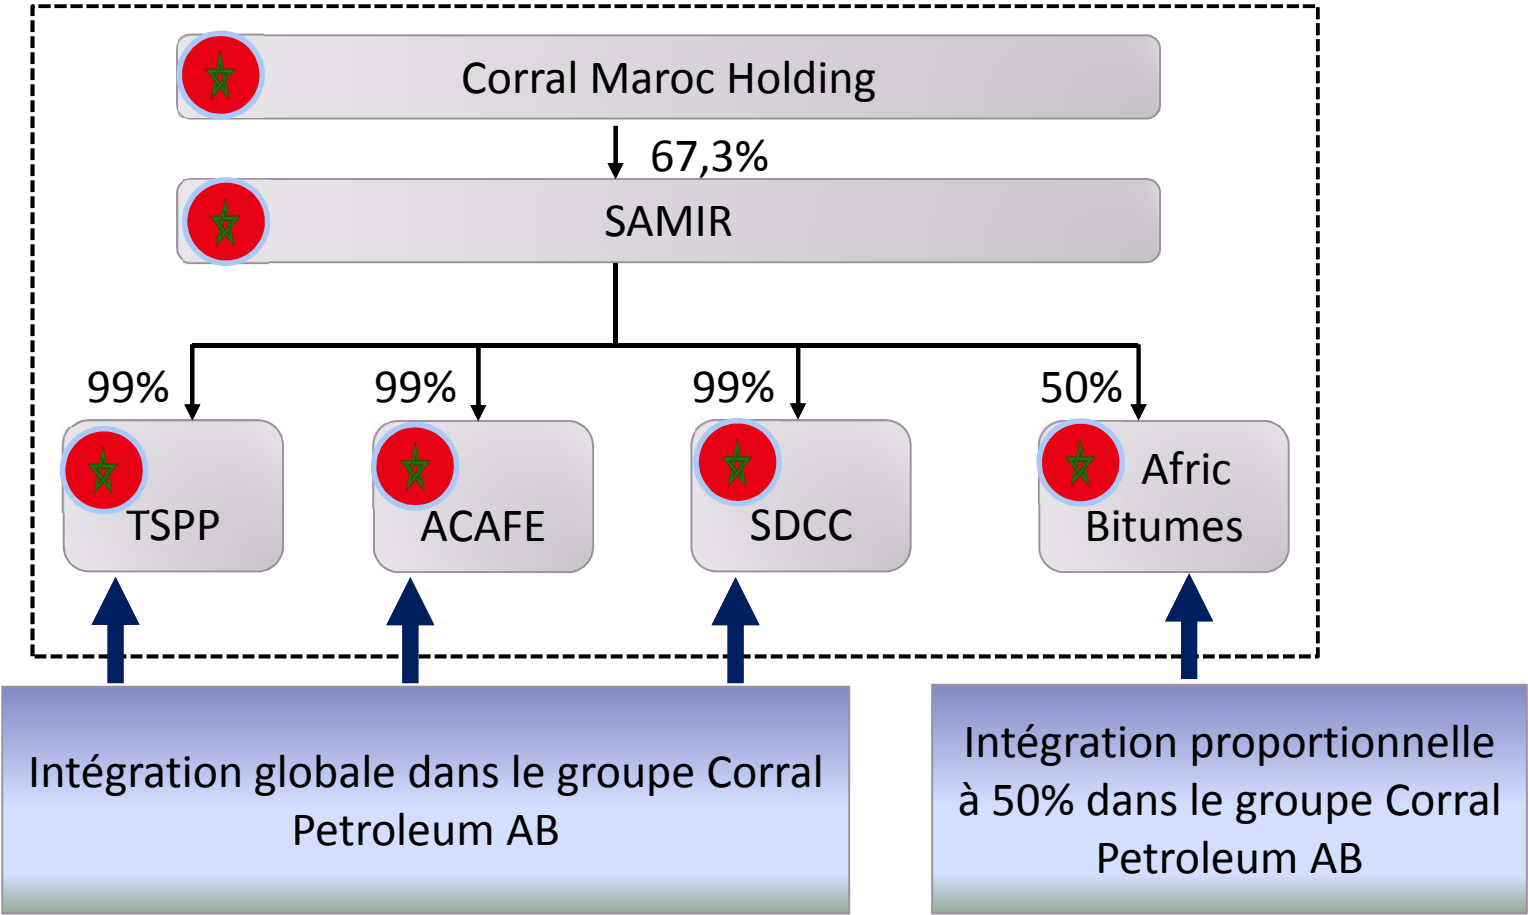 Corral Maroc Holding
67,3%
SAMIR
99%
99%
99%
50%
TSPP
ACAFE
SDCC
Afric
Bitumes
Intégration globale dans le groupe Corral
Petroleum AB
Intégration proportionnelle
à 50% dans le groupe Corral
Petroleum AB